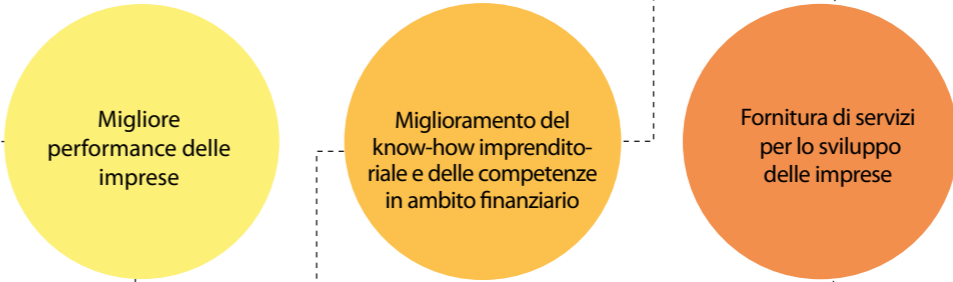 Migliore
performance delle
imprese
Miglioramento del
know-how imprendito-
riale e delle competenze
in ambito finanziario
Fornitura di servizi
per lo sviluppo
delle imprese